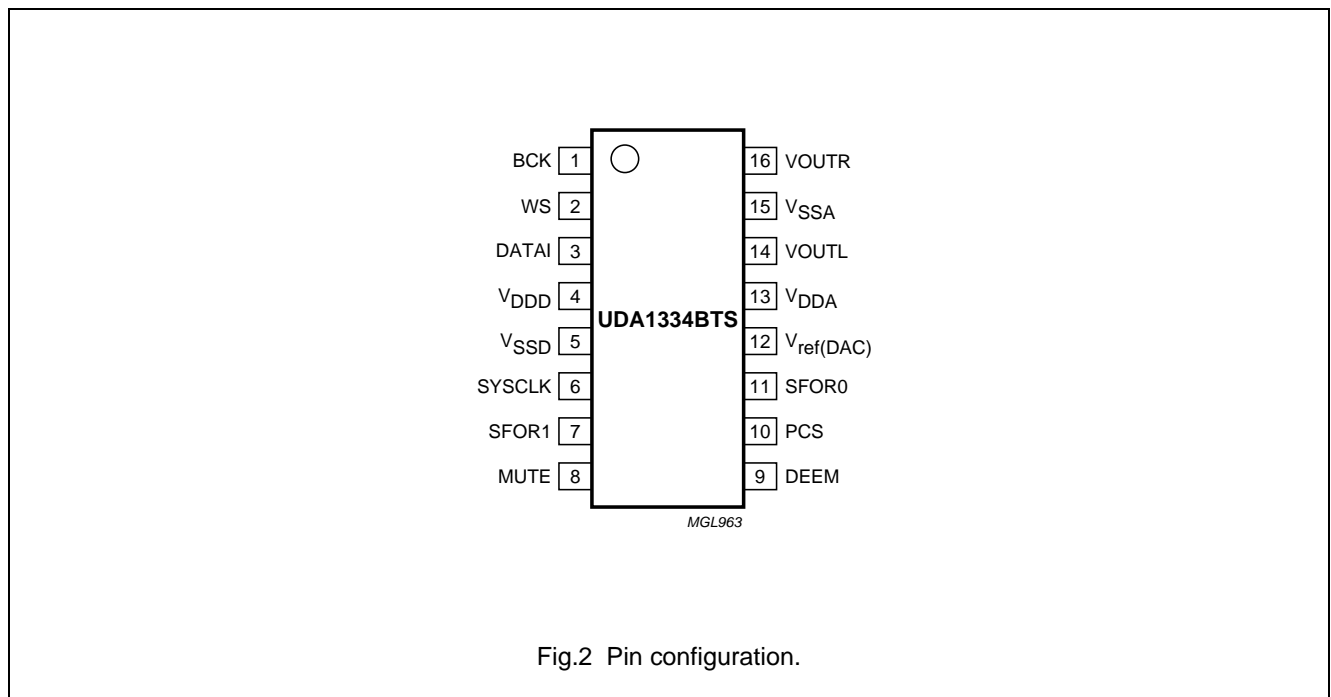 BCK 1
WS 2
DATAI 3
VDDD 4
VSSD 5
SYSCLK 6
SFOR1 7
MUTE 8
UDA1334BTS
16 VOUTR
15 VSSA
14 VOUTL
13 VDDA
12 Vref(DAC)
11 SFOR0
10 PCS
9 DEEM
MGL963
Fig.2 Pin configuration.